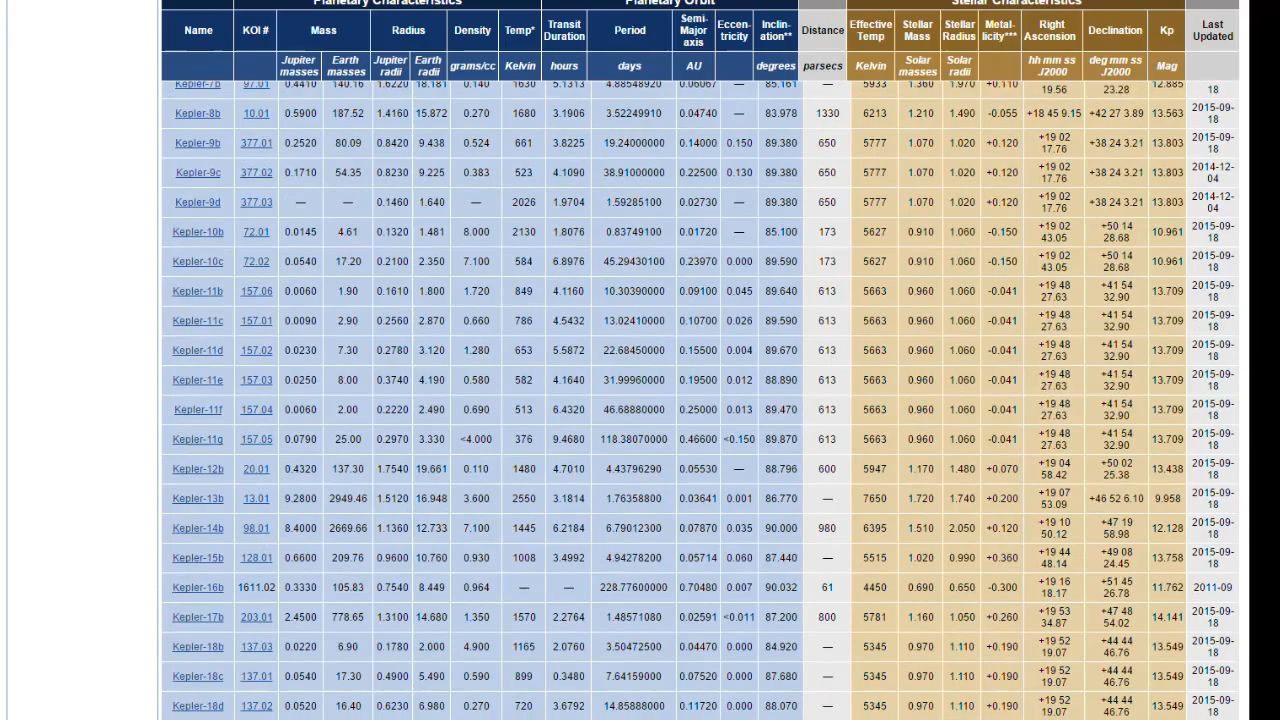 Planetary Characteristics Planetary Orbit Stellar Characteristics
Name KOI # Mass Radius Density Temp* Transit Duration Period Semi-Major axis Eccen-tricity Inclin-ation** Distance Effective Temp Stellar Mass Stellar Radius Metal-licity*** Right Ascension Declination Kp Last Updated
Jupiter masses Earth masses Jupiter radii Earth radii grams/cc Kelvin hours days AU degrees parsecs Kelvin Solar masses Solar radii hh mm ss J2000 deg mm ss J2000 Mag
Kepler-7b 97.01 0.4410 140.16 1.6220 18.181 0.140 1630 5.1313 4.88548920 0.06067 — 85.161 — 5933 1.360 1.970 +0.110 19.56 23.28 12.885 18
Kepler-8b 10.01 0.5900 187.52 1.4160 15.872 0.270 1680 3.1906 3.52249910 0.04740 — 83.978 1330 6213 1.210 1.490 -0.055 +18 45 9.15 +42 27 3.89 13.563 2015-09-18
Kepler-9b 377.01 0.2520 80.09 0.8420 9.438 0.524 661 3.8225 19.24000000 0.14000 0.150 89.380 650 5777 1.070 1.020 +0.120 +19 02 17.76 +38 24 3.21 13.803 2015-09-18
Kepler-9c 377.02 0.1710 54.35 0.8230 9.225 0.383 523 4.1090 38.91000000 0.22500 0.130 89.380 650 5777 1.070 1.020 +0.120 +19 02 17.76 +38 24 3.21 13.803 2014-12-04
Kepler-9d 377.03 — — 0.1460 1.640 — 2026 1.9704 1.59285100 0.02730 — 89.380 650 5777 1.070 1.020 +0.120 +19 02 17.76 +38 24 3.21 13.803 2014-12-04
Kepler-10b 72.01 0.0145 4.61 0.1320 1.481 8.000 2130 1.8076 0.83749100 0.01720 — 85.100 173 5627 0.910 1.060 -0.150 +19 02 43.05 +50 14 28.68 10.961 2015-09-18
Kepler-10c 72.02 0.0540 17.20 0.2100 2.350 7.100 584 6.8976 45.29430100 0.23970 0.000 89.590 173 5627 0.910 1.060 -0.150 +19 02 43.05 +50 14 28.68 10.961 2015-09-18
Kepler-11b 157.06 0.0060 1.90 0.1610 1.800 1.720 849 4.1160 10.30390000 0.09100 0.045 89.640 613 5663 0.960 1.060 -0.041 +19 48 27.63 +41 54 32.90 13.709 2015-09-18
Kepler-11c 157.01 0.0090 2.90 0.2560 2.870 0.660 786 4.5432 13.02410000 0.10700 0.026 89.590 613 5663 0.960 1.060 -0.041 +19 48 27.63 +41 54 32.90 13.709 2015-09-18
Kepler-11d 157.02 0.0230 7.30 0.2780 3.120 1.280 653 5.5872 22.68450000 0.15500 0.004 89.670 613 5663 0.960 1.060 -0.041 +19 48 27.63 +41 54 32.90 13.709 2015-09-18
Kepler-11e 157.03 0.0250 8.00 0.3740 4.190 0.580 582 4.1640 31.99960000 0.19500 0.012 88.890 613 5663 0.960 1.060 -0.041 +19 48 27.63 +41 54 32.90 13.709 2015-09-18
Kepler-11f 157.04 0.0060 2.00 0.2220 2.490 0.690 513 6.4320 46.68880000 0.25000 0.013 89.470 613 5663 0.960 1.060 -0.041 +19 48 27.63 +41 54 32.90 13.709 2015-09-18
Kepler-11g 157.05 0.0790 25.00 0.2970 3.330 <4.000 376 9.4680 118.38070000 0.46600 <0.150 89.870 613 5663 0.960 1.060 -0.041 +19 48 27.63 +41 54 32.90 13.709 2015-09-18
Kepler-12b 20.01 0.4320 137.30 1.7540 19.661 0.110 1480 4.7010 4.43796290 0.05530 — 88.796 600 5947 1.170 1.480 +0.070 +19 04 58.42 +50 02 25.38 13.438 2015-09-18
Kepler-13b 13.01 9.2800 2949.46 1.5120 16.948 3.600 2550 3.1814 1.76358800 0.03641 0.001 86.770 — 7650 1.720 1.740 +0.200 +19 07 53.09 +46 52 6.10 9.958 2015-09-18
Kepler-14b 98.01 8.4000 2669.66 1.1360 12.733 7.100 1445 6.2184 6.79012300 0.07870 0.035 90.000 980 6395 1.510 2.050 +0.120 +19 10 50.12 +47 19 58.98 12.128 2015-09-18
Kepler-15b 128.01 0.6600 209.76 0.9600 10.760 0.930 1008 3.4992 4.94278200 0.05714 0.060 87.440 — 5515 1.020 0.990 +0.360 +19 44 48.14 +49 08 24.45 13.758 2015-09-18
Kepler-16b 1611.02 0.3330 105.83 0.7540 8.449 0.964 — — 228.77600000 0.70480 0.007 90.032 61 4450 0.690 0.650 -0.300 +19 16 18.17 +51 45 26.78 11.762 2011-09
Kepler-17b 203.01 2.4500 778.65 1.3100 14.680 1.350 1570 2.2764 1.48571080 0.02591 <0.011 87.200 800 5781 1.160 1.050 +0.260 +19 53 34.87 +47 48 54.02 14.141 2015-09-18
Kepler-18b 137.03 0.0220 6.90 0.1780 2.000 4.900 1165 2.0760 3.50472500 0.04470 0.000 84.920 — 5345 0.970 1.110 +0.190 +19 52 19.07 +44 44 46.76 13.549 2015-09-18
Kepler-18c 137.01 0.0540 17.30 0.4900 5.490 0.590 899 0.3480 7.64159000 0.07520 0.000 87.680 — 5345 0.970 1.110 +0.190 +19 52 19.07 +44 44 46.76 13.549 2015-09-18
Kepler-18d 137.02 0.0520 16.40 0.6230 6.980 0.270 720 3.6792 14.85888000 0.11720 0.000 88.070 — 5345 0.970 1.110 +0.190 +19 52 19.07 +44 44 46.76 13.549 2015-09-18